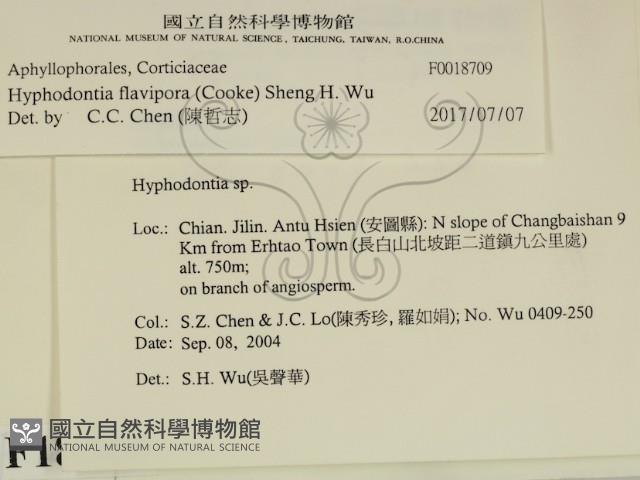 國立自然科學博物館
NATIONAL MUSEUM OF NATURAL SCIENCE, TAICHUNG, TAIWAN, R.O.CHINA
Aphyllophorales, Corticiaceae F0018709
Hyphodontia flavipora (Cooke) Sheng H. Wu
Det. by C.C. Chen (陳哲志) 2017/07/07
Hyphodontia sp.
Loc.: Chian. Jilin. Antu Hsien (安圖縣): N slope of Changbaishan 9
Km from Erhtao Town (長白山北坡距二道鎮九公里處)
alt. 750m;
on branch of angiosperm.
Col.: S.Z. Chen & J.C. Lo(陳秀珍, 羅如娟); No. Wu 0409-250
Date: Sep. 08, 2004
Det.: S.H. Wu(吳聲華)
國立自然科學博物館
NATIONAL MUSEUM OF NATURAL SCIENCE